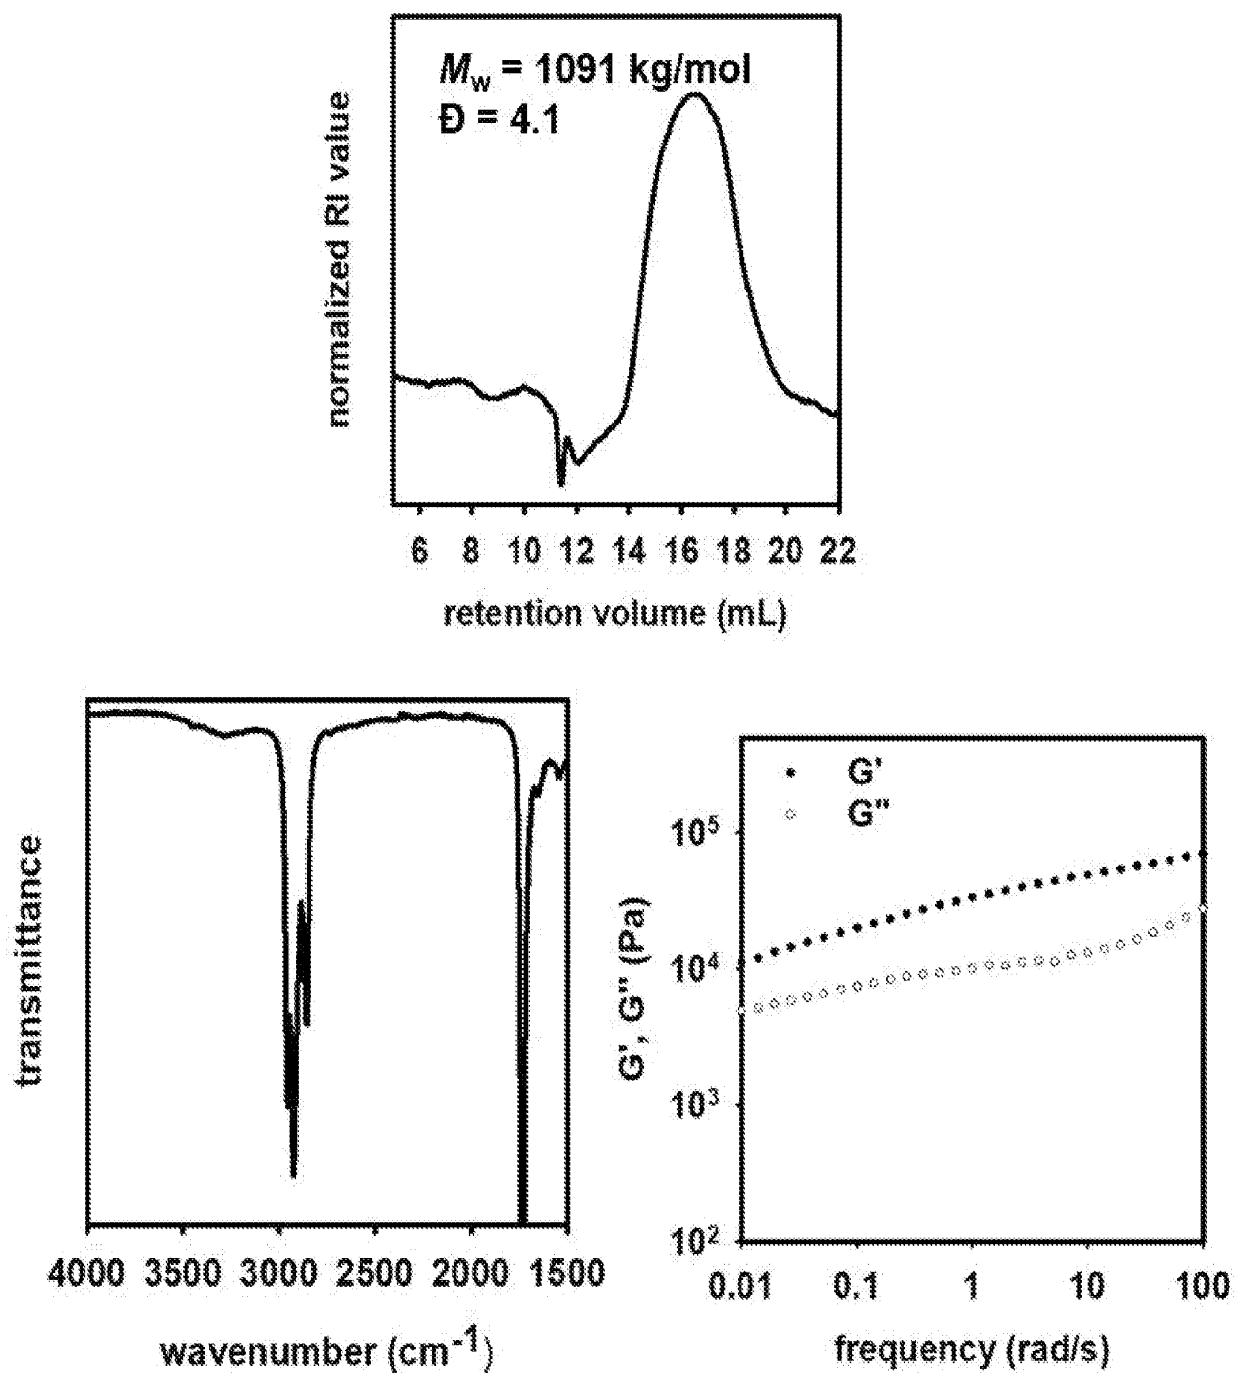 Mw = 1091 kg/mol
Đ = 4.1
normalized RI value
6 8 10 12 14 16 18 20 22
retention volume (mL)
transmittance
4000 3500 3000 2500 2000 1500
wavenumber (cm-1)
G'
G"
G', G" (Pa)
10^5
10^4
10^3
10^2
0.01 0.1 1 10 100
frequency (rad/s)